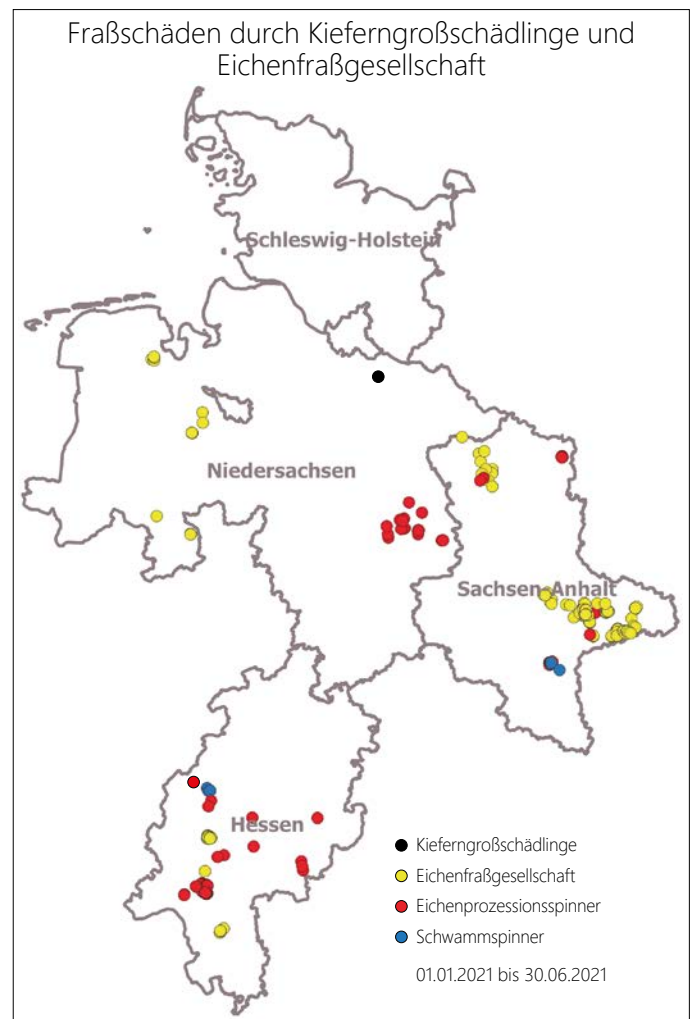 Fraßschäden durch Kieferngroßschädlinge und
Eichenfraßgesellschaft
Schleswig-Holstein
Niedersachsen
Sachsen-Anhalt
Hessen
Kieferngroßschädlinge
Eichenfraßgesellschaft
Eichenprozessionsspinner
Schwammspinner
01.01.2021 bis 30.06.2021